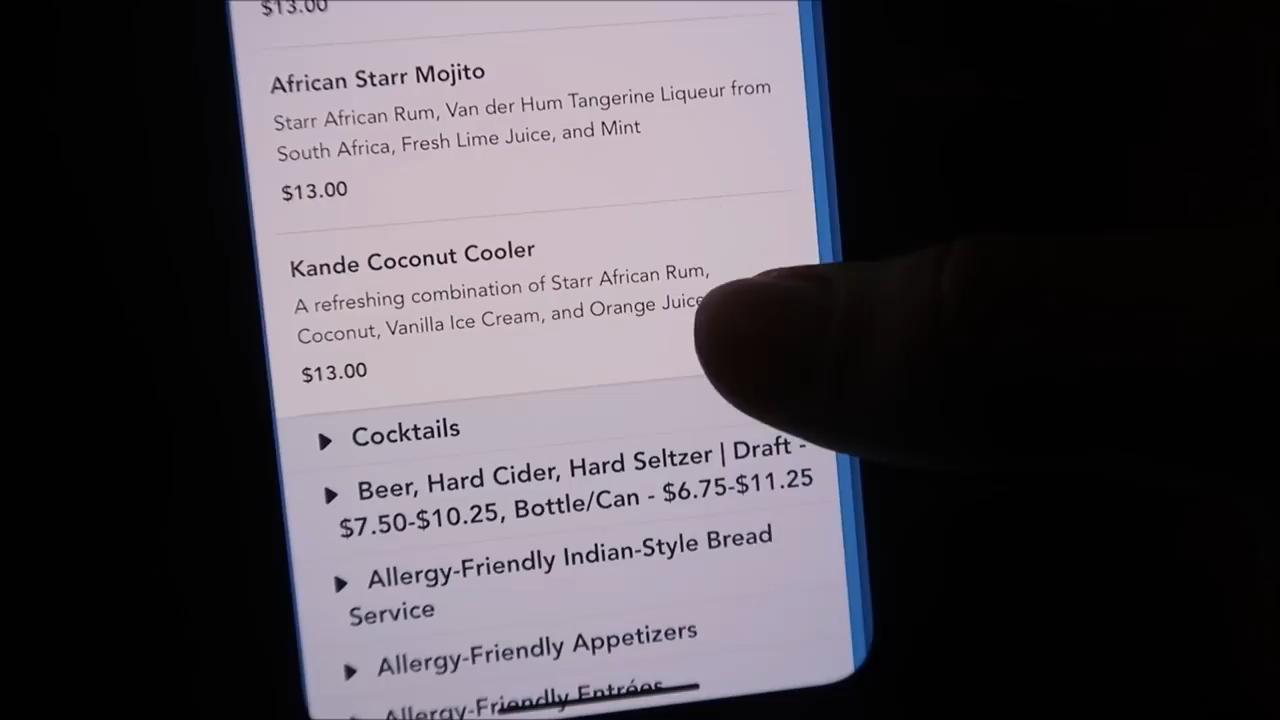 $13.00
African Starr Mojito
Starr African Rum, Van der Hum Tangerine Liqueur from
South Africa, Fresh Lime Juice, and Mint
$13.00
Kande Coconut Cooler
A refreshing combination of Starr African Rum,
Coconut, Vanilla Ice Cream, and Orange Juice
$13.00
Cocktails
Beer, Hard Cider, Hard Seltzer | Draft -
$7.50-$10.25, Bottle/Can - $6.75-$11.25
Allergy-Friendly Indian-Style Bread
Service
Allergy-Friendly Appetizers
Allergy-Friendly Entrées